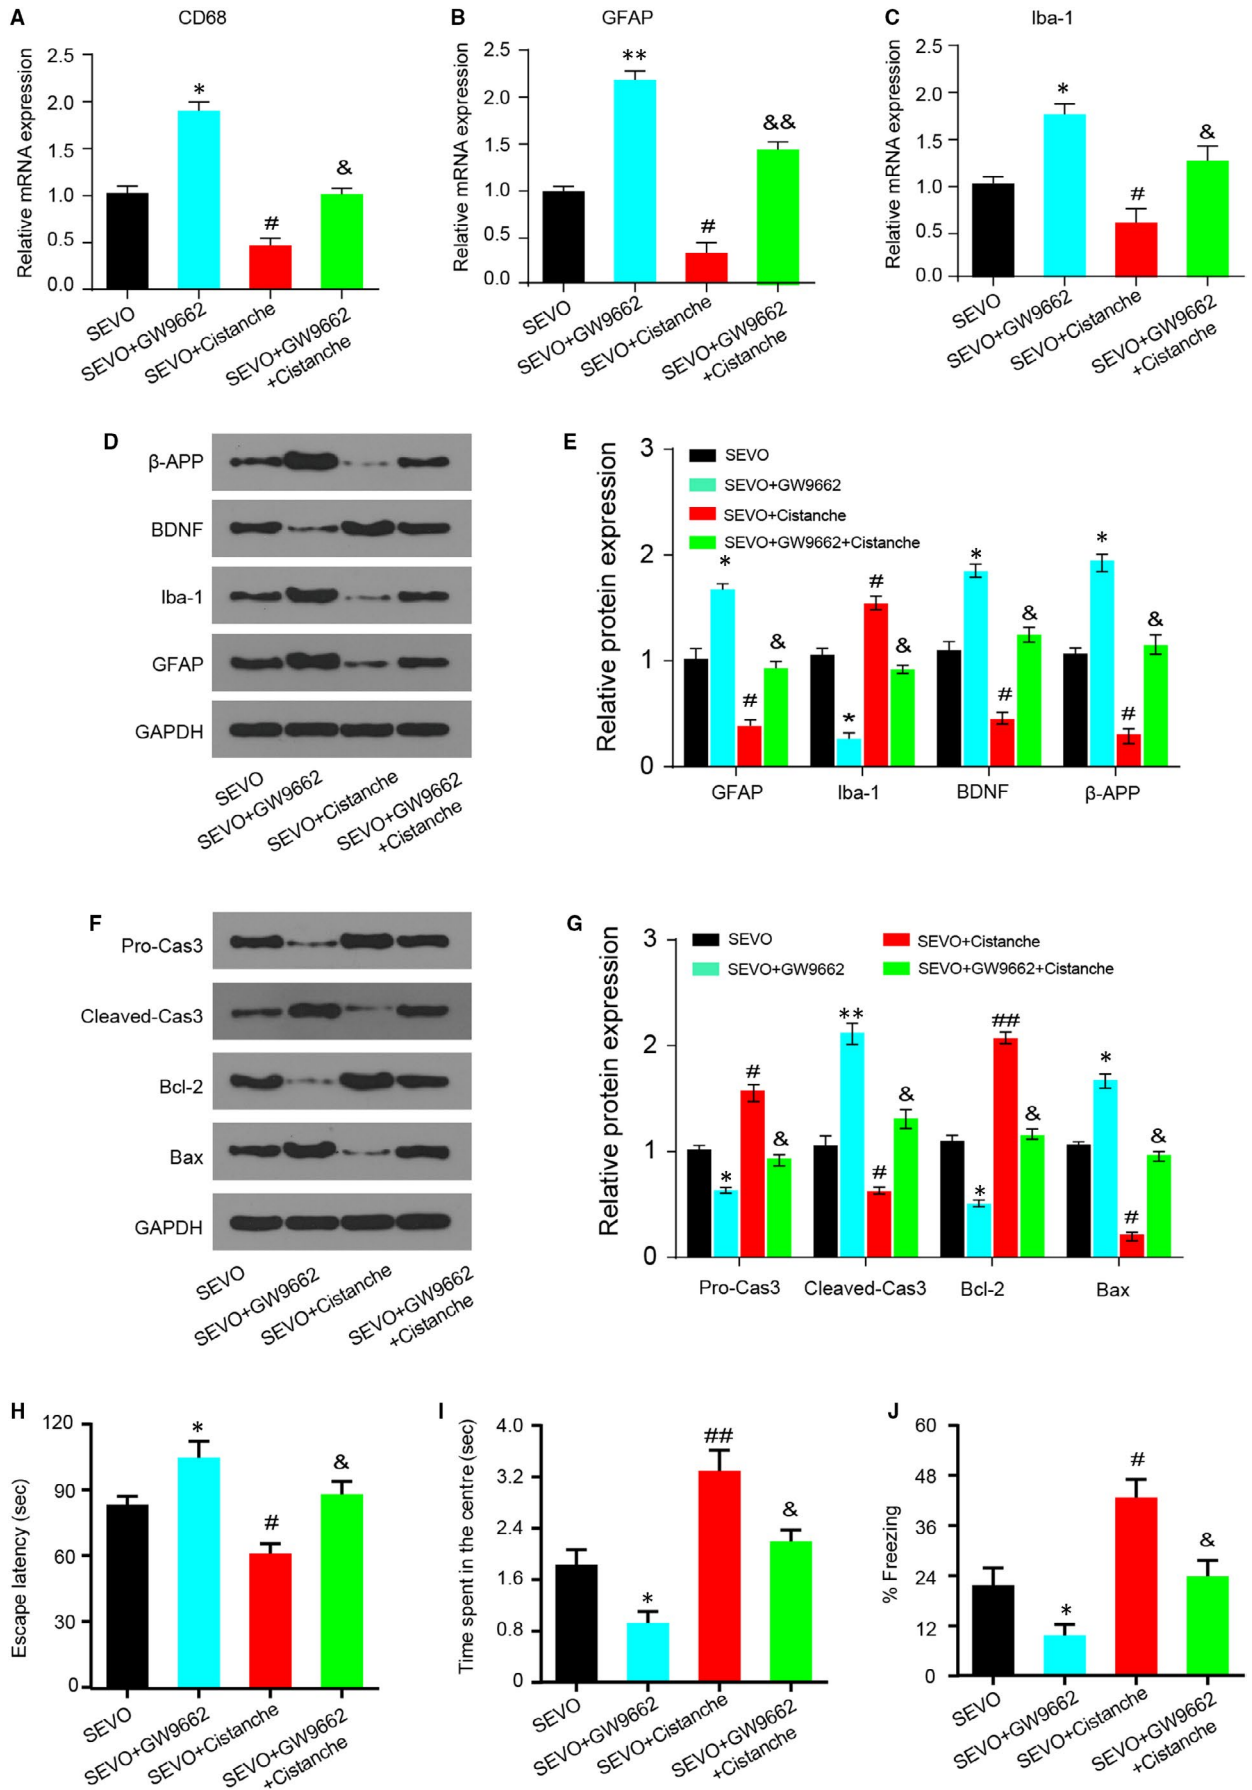 A
CD68
Relative mRNA expression
2.5
2.0
1.5
1.0
0.5
0.0
*
#
&
SEVO
SEVO+GW9662
SEVO+Cistanche
SEVO+GW9662
+Cistanche
B
GFAP
Relative mRNA expression
2.5
2.0
1.5
1.0
0.5
0.0
**
#
&&
SEVO
SEVO+GW9662
SEVO+Cistanche
SEVO+GW9662
+Cistanche
C
Iba-1
Relative mRNA expression
2.5
2.0
1.5
1.0
0.5
0.0
*
#
&
SEVO
SEVO+GW9662
SEVO+Cistanche
SEVO+GW9662
+Cistanche
D
β-APP
BDNF
Iba-1
GFAP
GAPDH
SEVO
SEVO+GW9662
SEVO+Cistanche
SEVO+GW9662
+Cistanche
E
Relative protein expression
3
2
1
0
SEVO
SEVO+GW9662
SEVO+Cistanche
SEVO+GW9662+Cistanche
* # &
* # &
* # &
* # &
GFAP
Iba-1
BDNF
β-APP
F
Pro-Cas3
Cleaved-Cas3
Bcl-2
Bax
GAPDH
SEVO
SEVO+GW9662
SEVO+Cistanche
SEVO+GW9662
+Cistanche
G
Relative protein expression
3
2
1
0
SEVO
SEVO+GW9662
SEVO+Cistanche
SEVO+GW9662+Cistanche
* # &
** # &
* ## &
* # &
Pro-Cas3
Cleaved-Cas3
Bcl-2
Bax
H
Escape latency (sec)
120
90
60
30
0
*
#
&
SEVO
SEVO+GW9662
SEVO+Cistanche
SEVO+GW9662
+Cistanche
I
Time spent in the centre (sec)
4.0
3.2
2.4
1.6
0.8
0
*
##
&
SEVO
SEVO+GW9662
SEVO+Cistanche
SEVO+GW9662
+Cistanche
J
% Freezing
60
48
36
24
12
0
*
#
&
SEVO
SEVO+GW9662
SEVO+Cistanche
SEVO+GW9662
+Cistanche